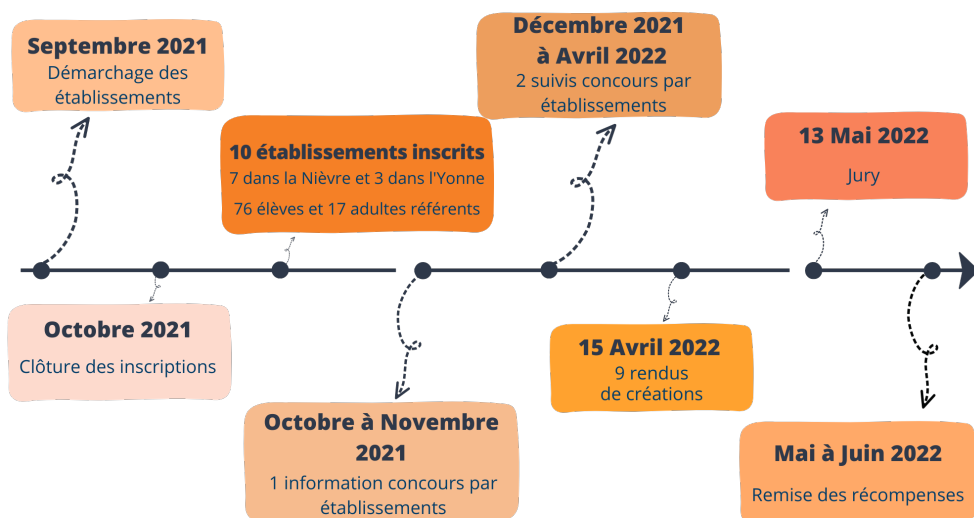 Septembre 2021
Démarchage des
établissements
Octobre 2021
Clôture des inscriptions
10 établissements inscrits
7 dans la Nièvre et 3 dans l'Yonne
76 élèves et 17 adultes référents
Octobre à Novembre
2021
1 information concours par
établissements
Décembre 2021
à Avril 2022
2 suivis concours par
établissements
15 Avril 2022
9 rendus
de créations
13 Mai 2022
Jury
Mai à Juin 2022
Remise des récompenses